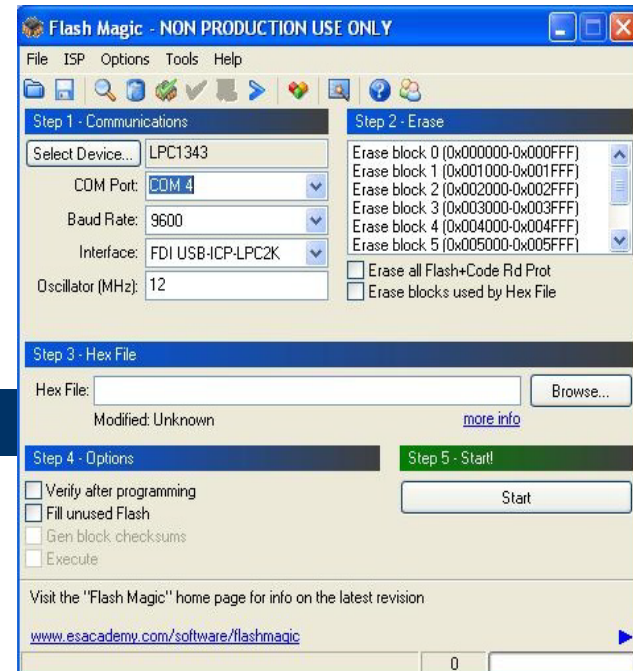 Flash Magic - NON PRODUCTION USE ONLY
File ISP Options Tools Help
Step 1 - Communications
Select Device... LPC1343
COM Port: COM 4
Baud Rate: 9600
Interface: FDI USB-ICP-LPC2K
Oscillator (MHz): 12
Step 2 - Erase
Erase block 0 (0x000000-0x000FFF)
Erase block 1 (0x001000-0x001FFF)
Erase block 2 (0x002000-0x002FFF)
Erase block 3 (0x003000-0x003FFF)
Erase block 4 (0x004000-0x004FFF)
Erase block 5 (0x005000-0x005FFF)
Erase all Flash+Code Rd Prot
Erase blocks used by Hex File
Step 3 - Hex File
Hex File: Browse...
Modified: Unknown more info
Step 4 - Options
Verify after programming
Fill unused Flash
Gen block checksums
Execute
Step 5 - Start!
Start
Visit the "Flash Magic" home page for info on the latest revision
www.esacademy.com/software/flashmagic
0